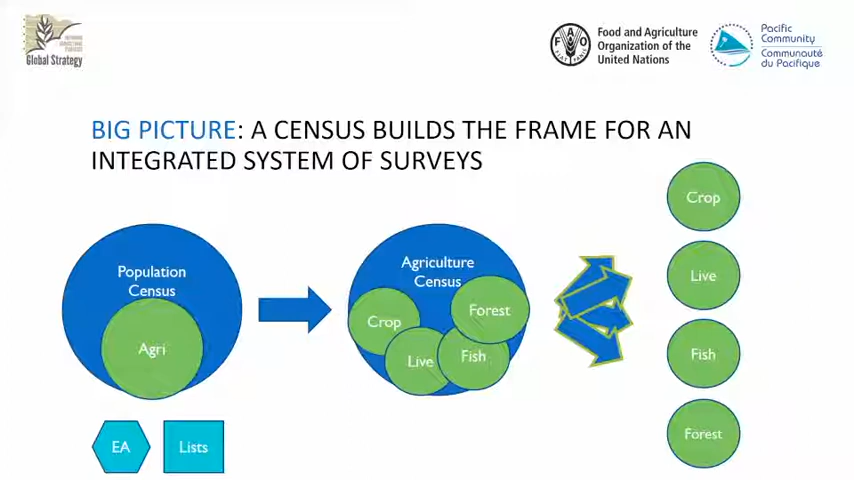 Global Strategy
Food and Agriculture
Organization of the
United Nations
Pacific
Community
Communauté
du Pacifique
BIG PICTURE: A CENSUS BUILDS THE FRAME FOR AN
INTEGRATED SYSTEM OF SURVEYS
Population
Census
Agri
EA
Lists
Agriculture
Census
Crop
Live
Fish
Forest
Crop
Live
Fish
Forest